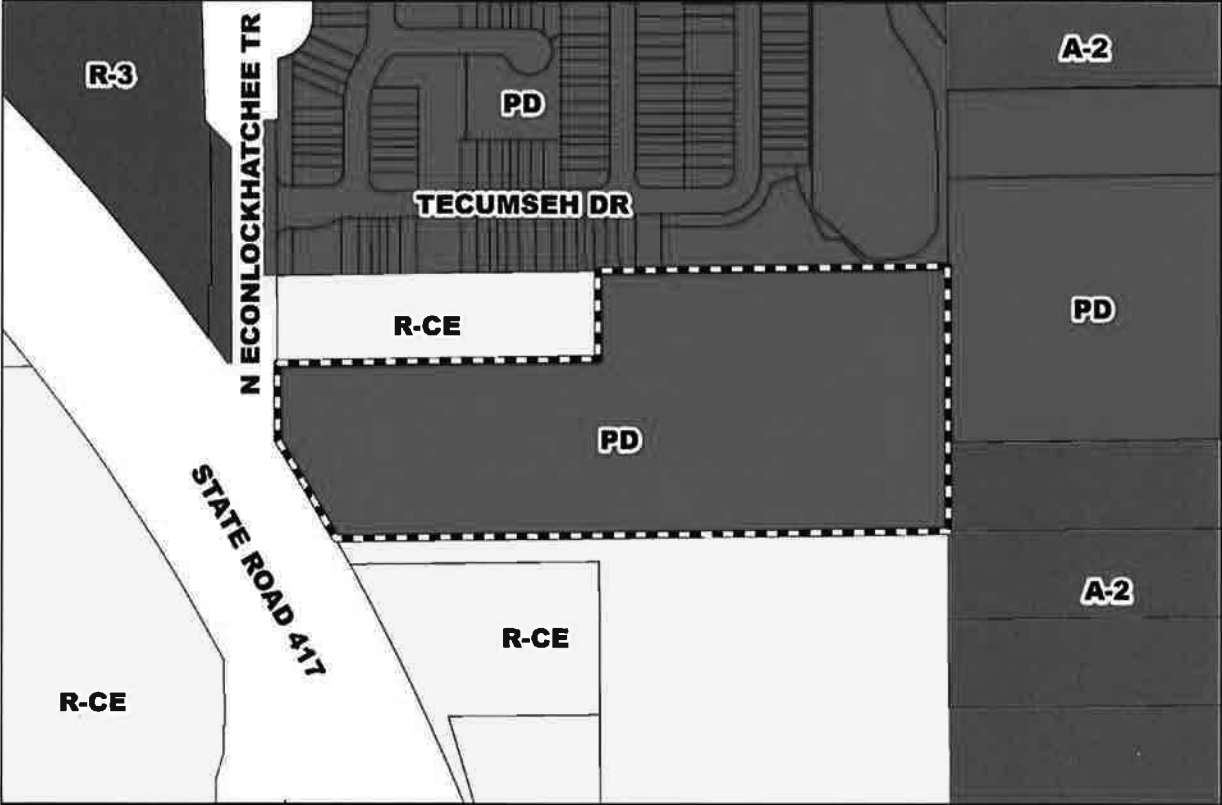 A-2
R-3
PD
N ECONLOCKHATCHEE TR
TECUMSEH DR
PD
R-CE
PD
STATE ROAD 417
A-2
R-CE
R-CE